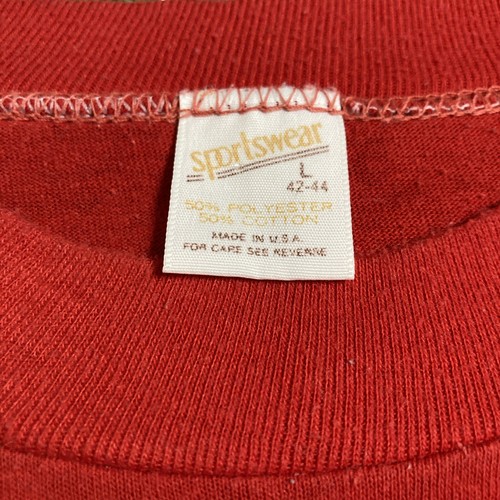 sportswear
L
42-44
50% POLYESTER
50% COTTON
MADE IN U.S.A.
FOR CARE SEE REVERSE